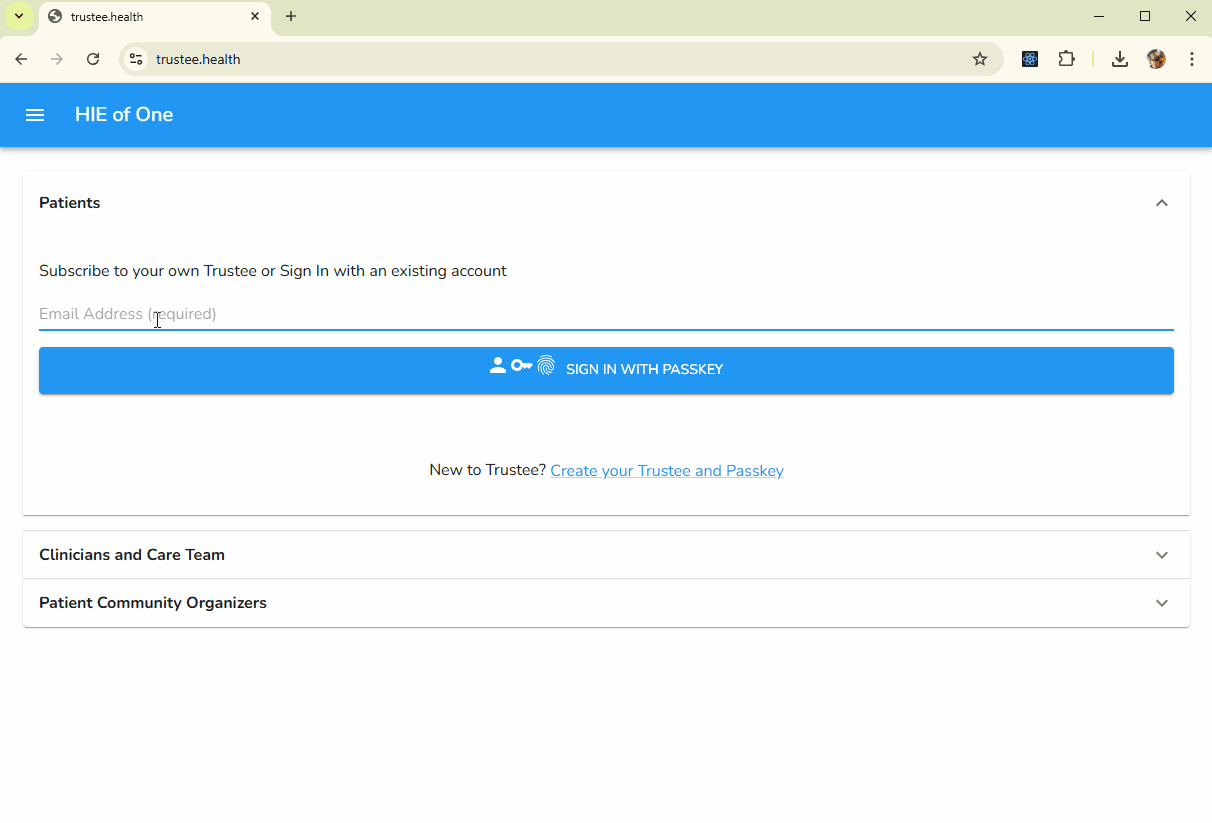 trustee.health
trustee.health
HIE of One
Patients
Subscribe to your own Trustee or Sign In with an existing account
Email Address (required)
SIGN IN WITH PASSKEY
New to Trustee? Create your Trustee and Passkey
Clinicians and Care Team
Patient Community Organizers